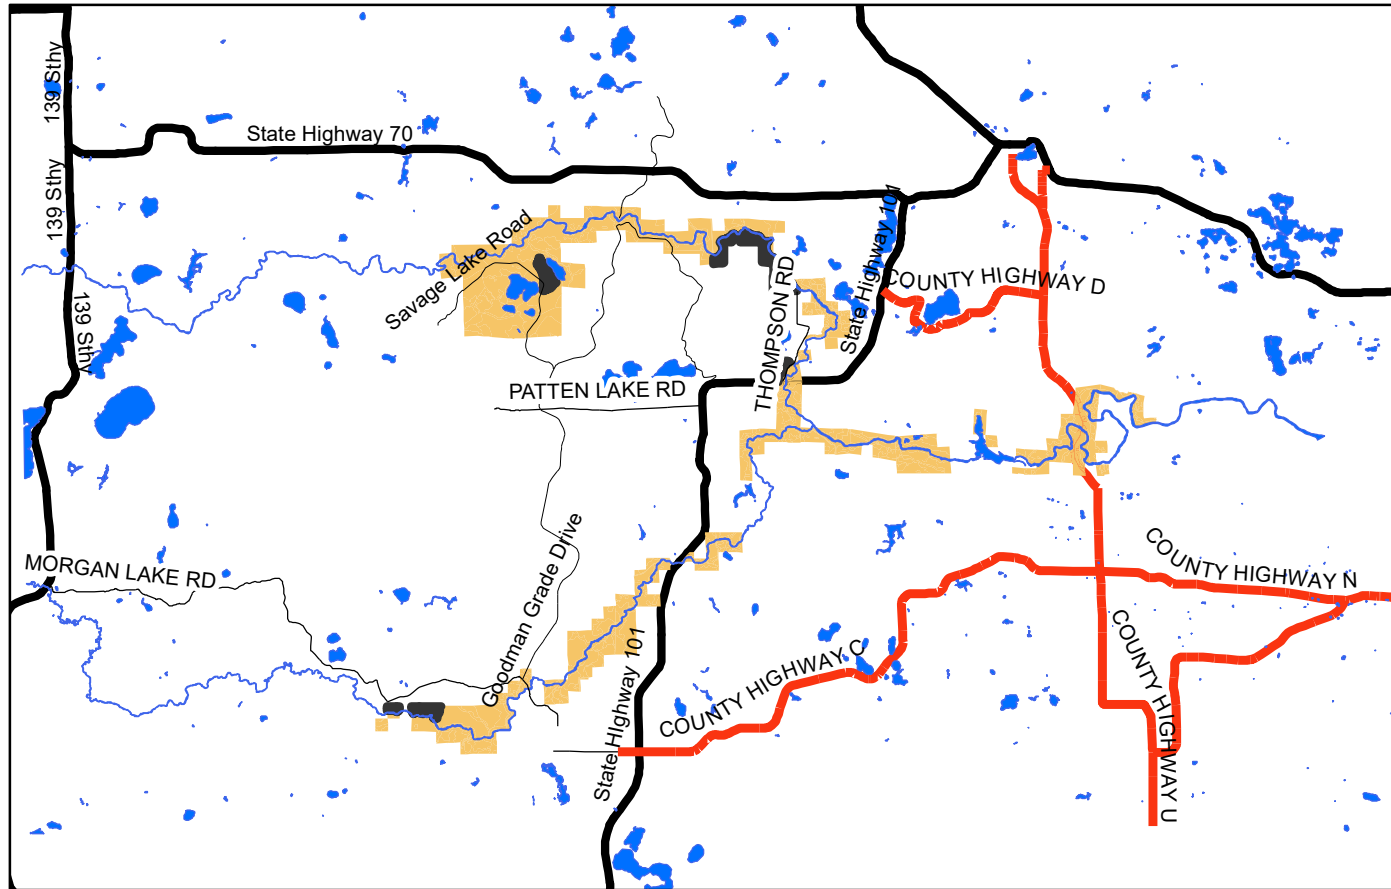 139 Sthy
State Highway 70
139 Sthy
State Highway 101
Savage Lake Road
THOMPSON RD
COUNTY HIGHWAY D
139 Sthy
PATTEN LAKE RD
MORGAN LAKE RD
Goodman Grade Drive
COUNTY HIGHWAY N
COUNTY HIGHWAY C
COUNTY HIGHWAY U
State HIghway 101